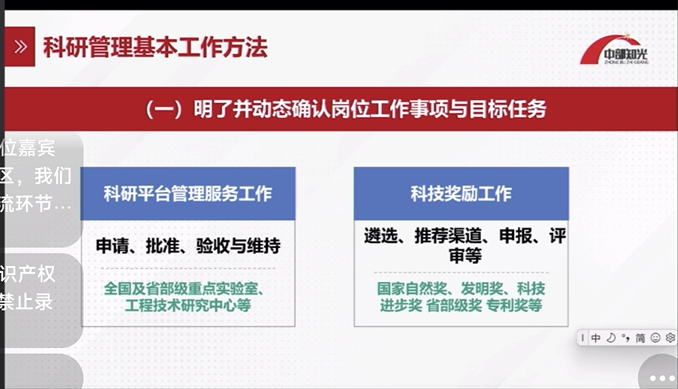 科研管理基本工作方法
中部知光
ZHONG BU ZHI GUANG
（一）明了并动态确认岗位工作事项与目标任务
位嘉宾
区，我们
流环节…
识产权
禁止录
科研平台管理服务工作
申请、批准、验收与维持
全国及省部级重点实验室、
工程技术研究中心等
科技奖励工作
遴选、推荐渠道、申报、评
审等
国家自然奖、发明奖、科技
进步奖 省部级奖 专利奖等
中 简